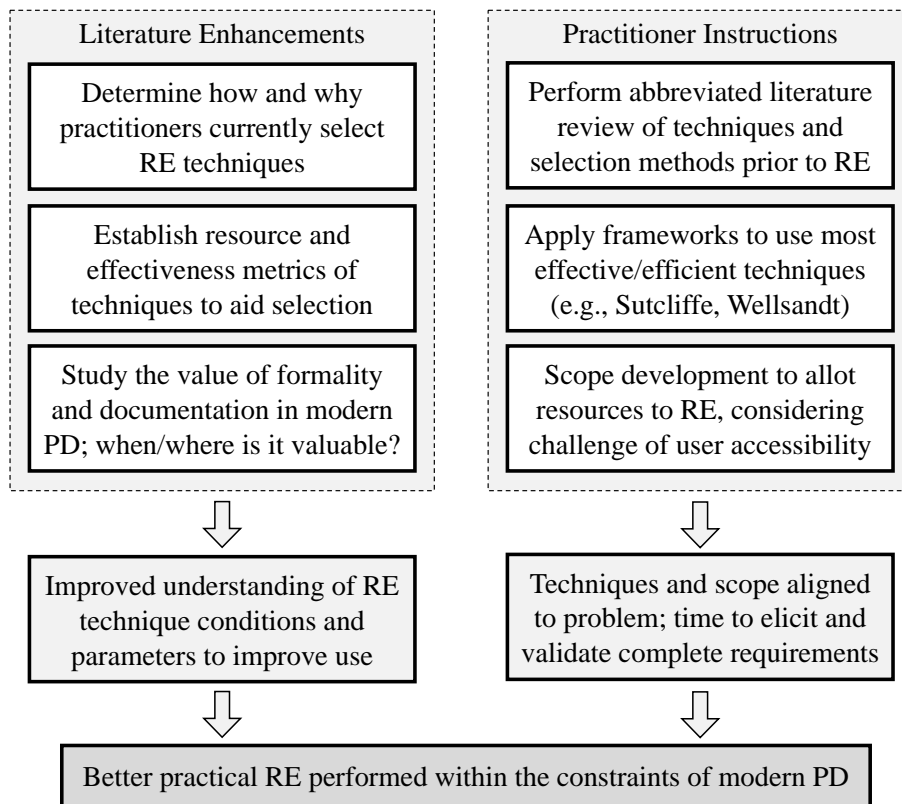 Literature Enhancements
Determine how and why
practitioners currently select
RE techniques
Establish resource and
effectiveness metrics of
techniques to aid selection
Study the value of formality
and documentation in modern
PD; when/where is it valuable?
Improved understanding of RE
technique conditions and
parameters to improve use
Practitioner Instructions
Perform abbreviated literature
review of techniques and
selection methods prior to RE
Apply frameworks to use most
effective/efficient techniques
(e.g., Sutcliffe, Wellsandt)
Scope development to allot
resources to RE, considering
challenge of user accessibility
Techniques and scope aligned
to problem; time to elicit and
validate complete requirements
Better practical RE performed within the constraints of modern PD